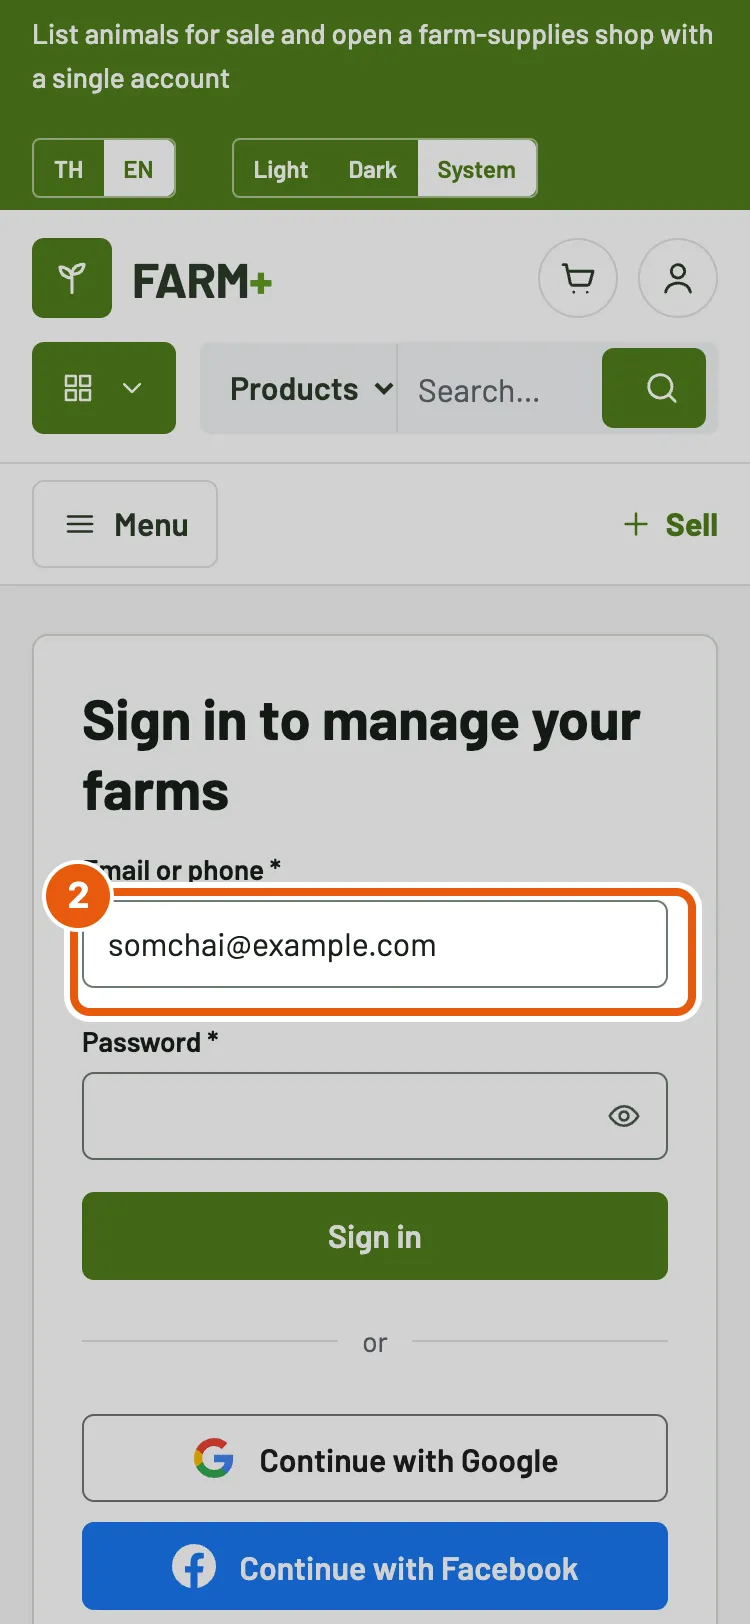 List animals for sale and open a farm-supplies shop with
a single account
TH EN Light Dark System
FARM+
Products Search...
Menu + Sell
Sign in to manage your
farms
Email or phone *
2
somchai@example.com
Password *
Sign in
or
Continue with Google
Continue with Facebook